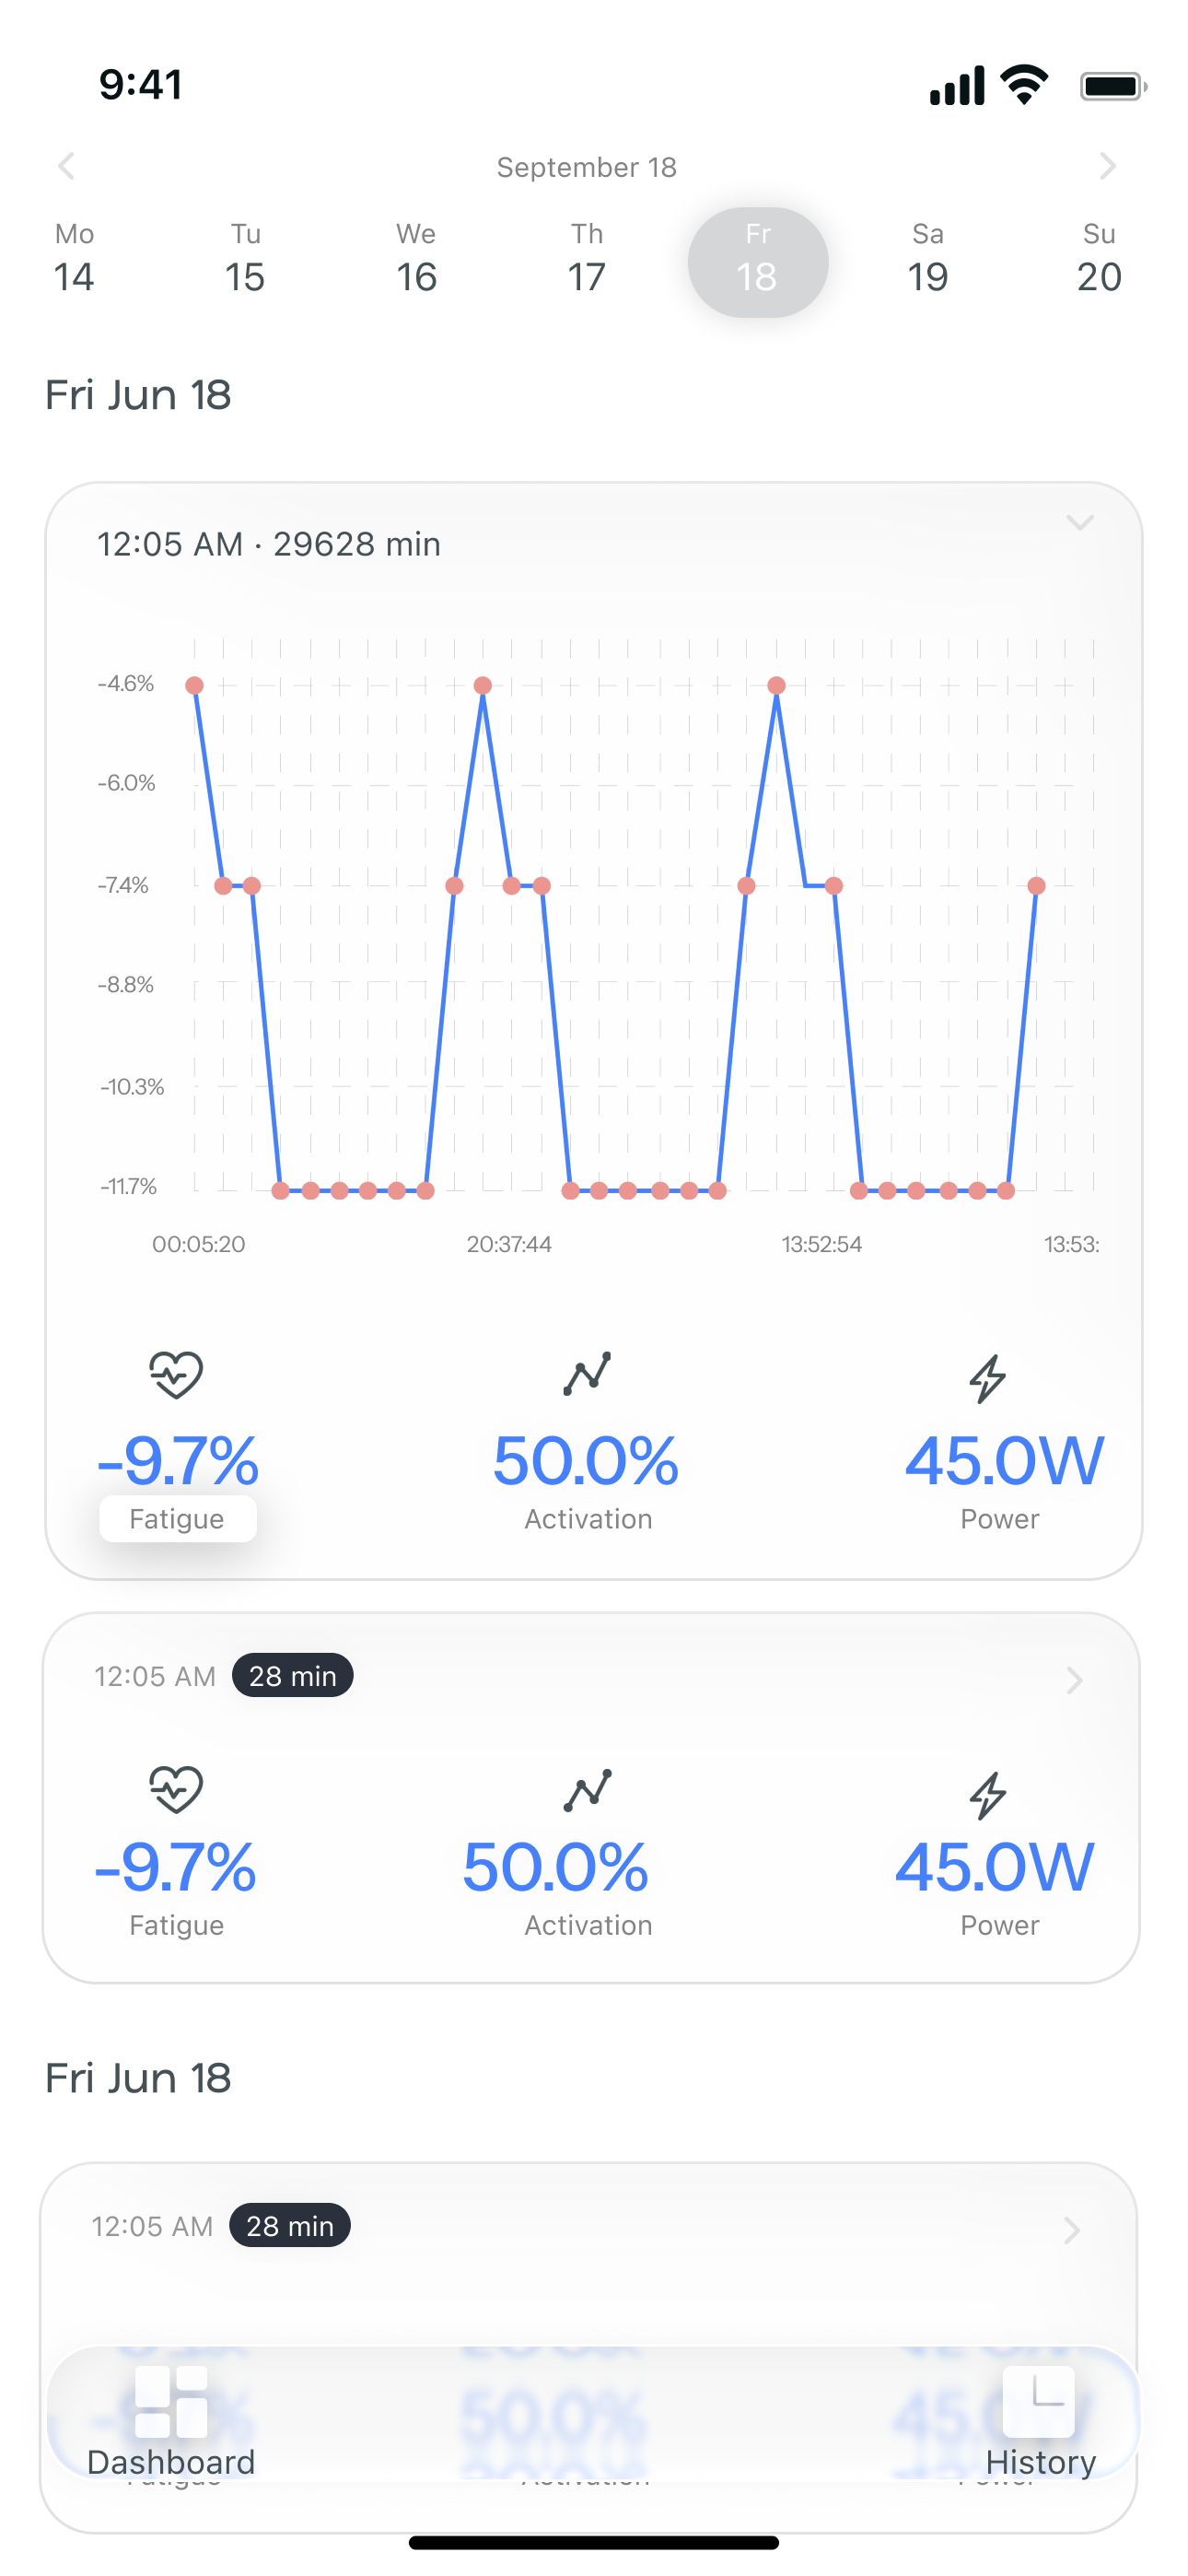 9:41
September 18
Mo Tu We Th Fr Sa Su
14 15 16 17 18 19 20
Fri Jun 18
12:05 AM · 29628 min
-4.6%
-6.0%
-7.4%
-8.8%
-10.3%
-11.7%
00:05:20 20:37:44 13:52:54 13:53:
-9.7% 50.0% 45.0W
Fatigue Activation Power
12:05 AM 28 min
-9.7% 50.0% 45.0W
Fatigue Activation Power
Fri Jun 18
12:05 AM 28 min
50.0%
Dashboard History